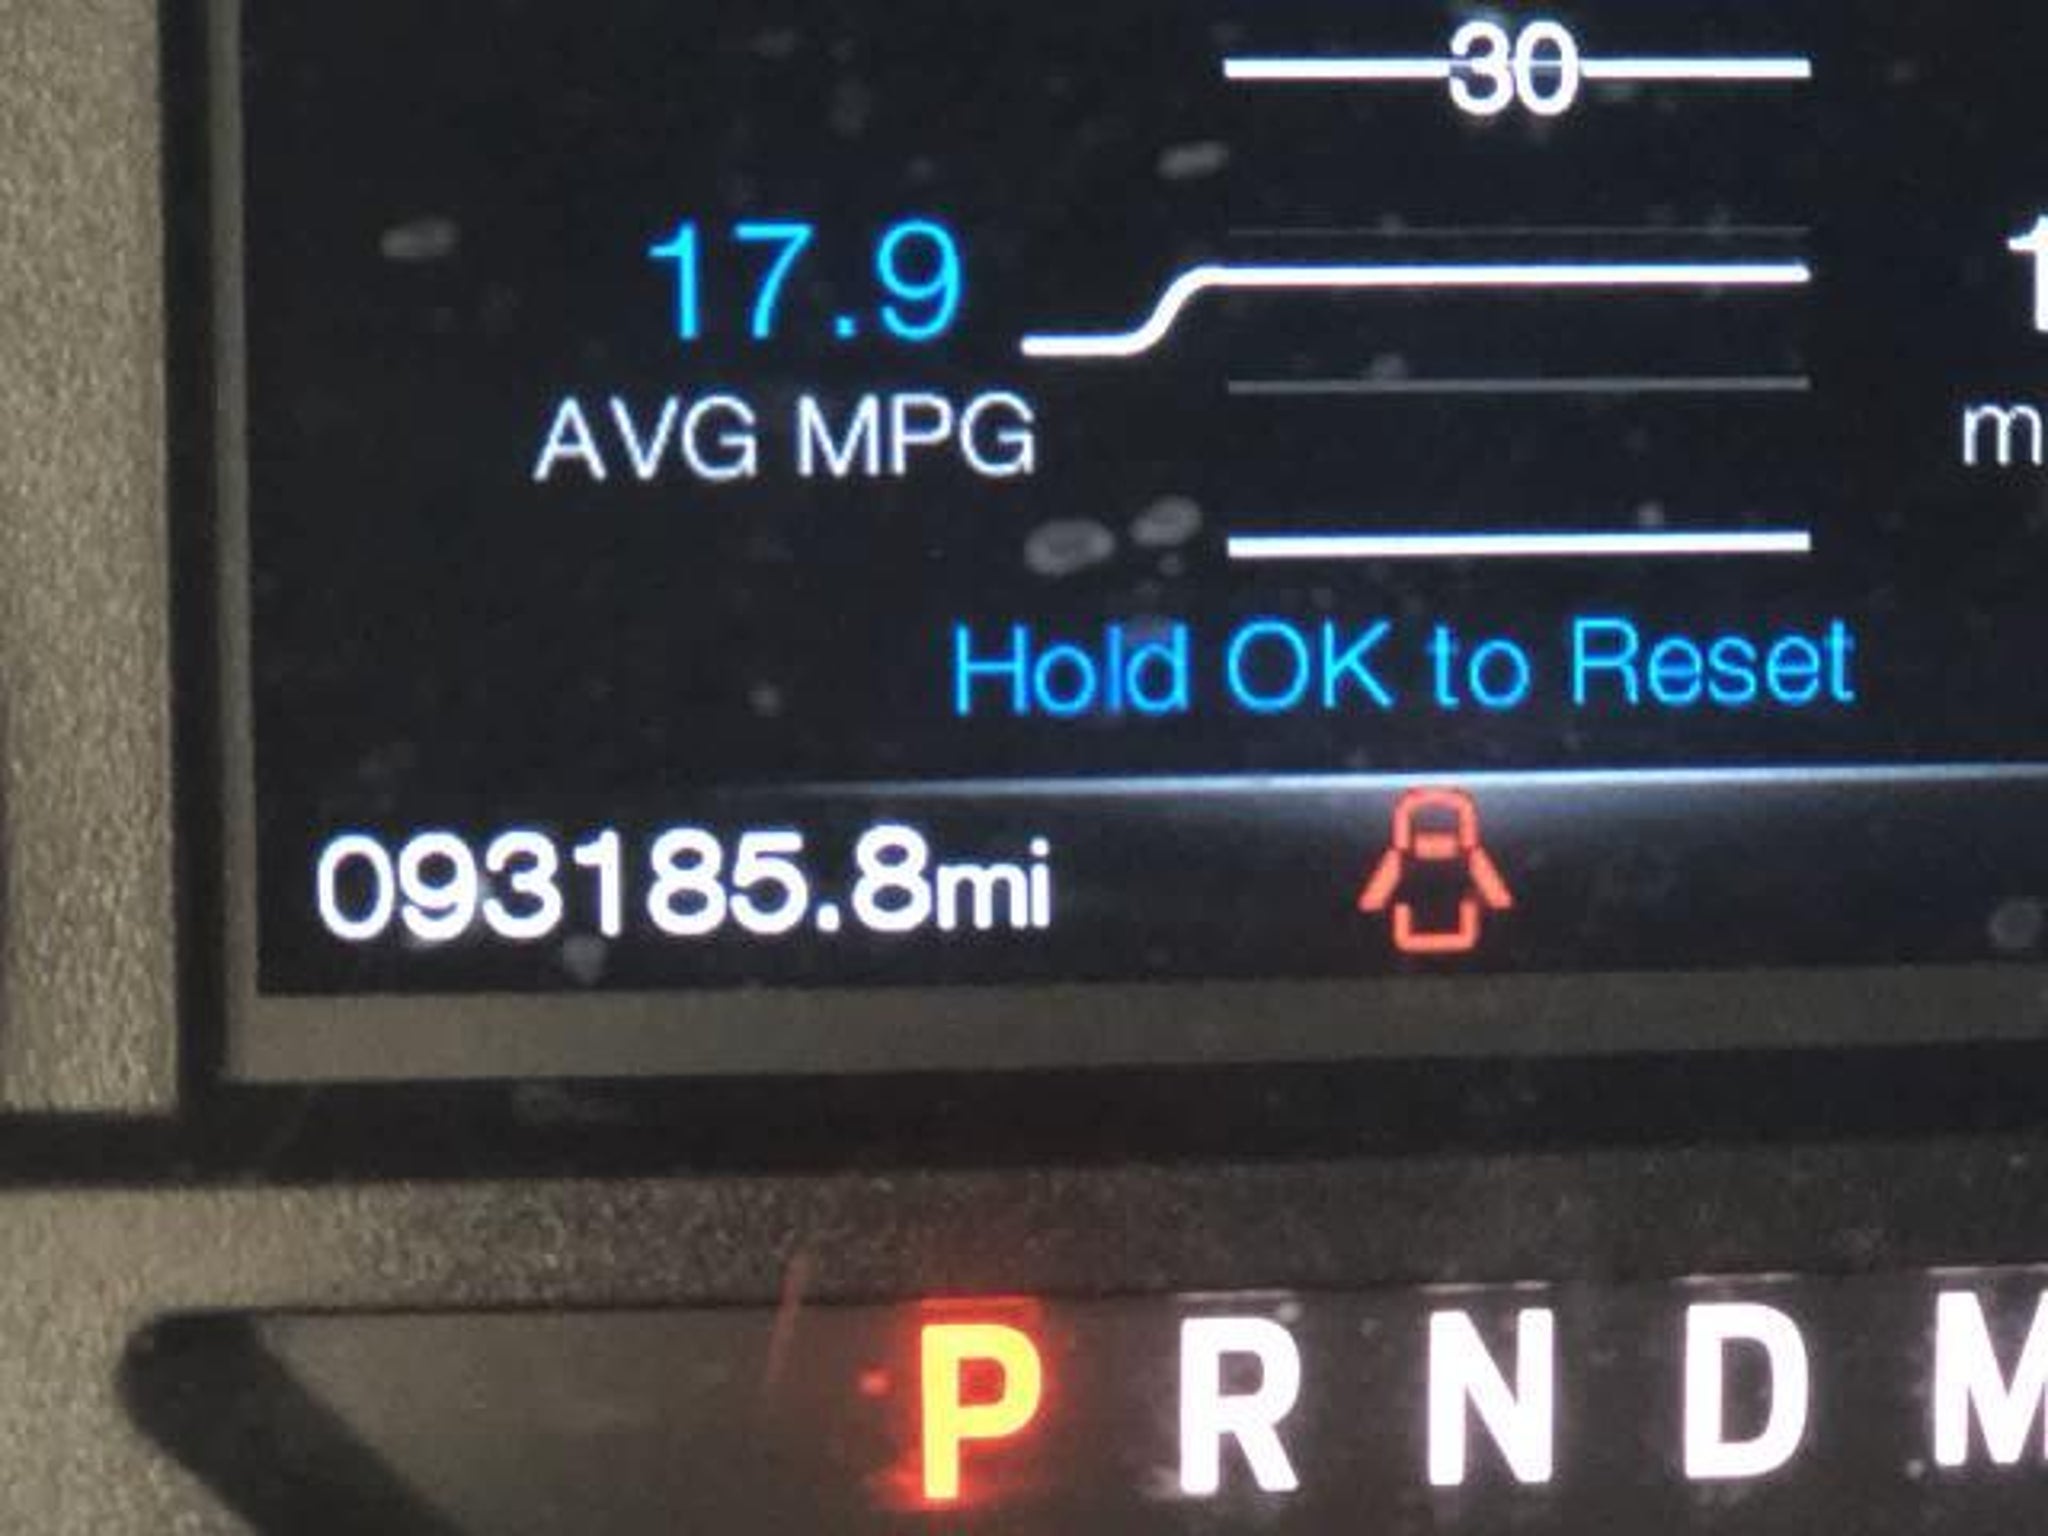 30
17.9
AVG MPG
Hold OK to Reset
093185.8mi
P R N D M